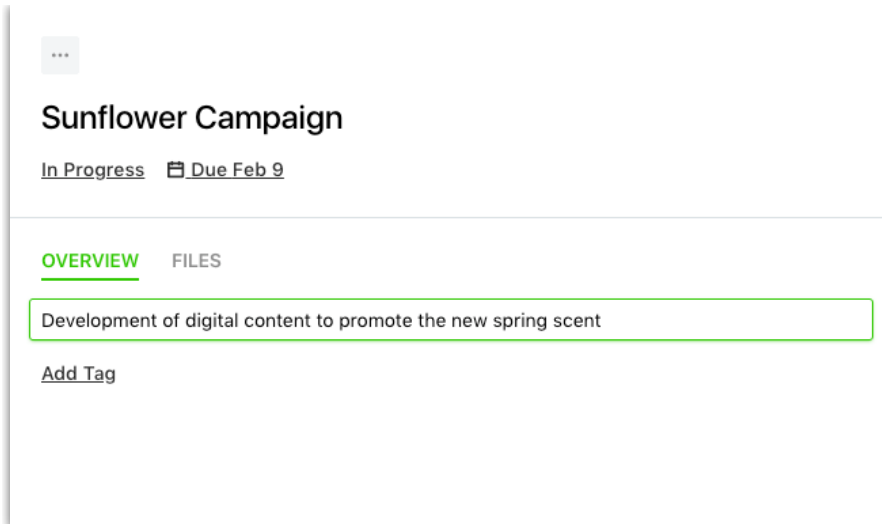 ...
Sunflower Campaign
In Progress Due Feb 9
OVERVIEW FILES
Development of digital content to promote the new spring scent
Add Tag